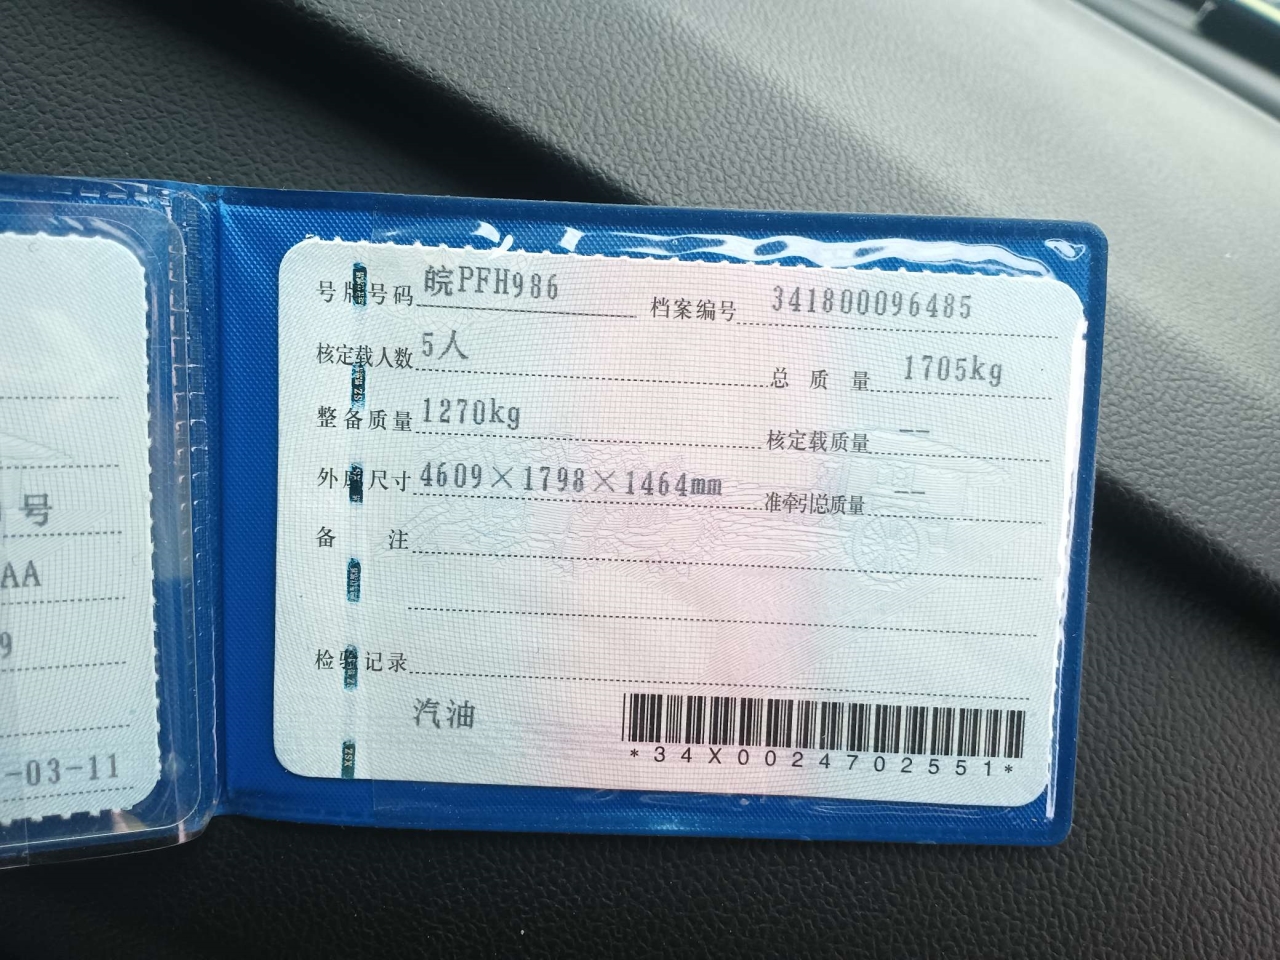 号牌号码 皖PFH986 档案编号 341800096485
核定载人数 5人 总质量 1705kg
整备质量 1270kg 核定载质量 --
外廓尺寸 4609×1798×1464mm 准牵引总质量 --
备注
检验记录
汽油
*34X0024702551*
号
AA
9
-03-11